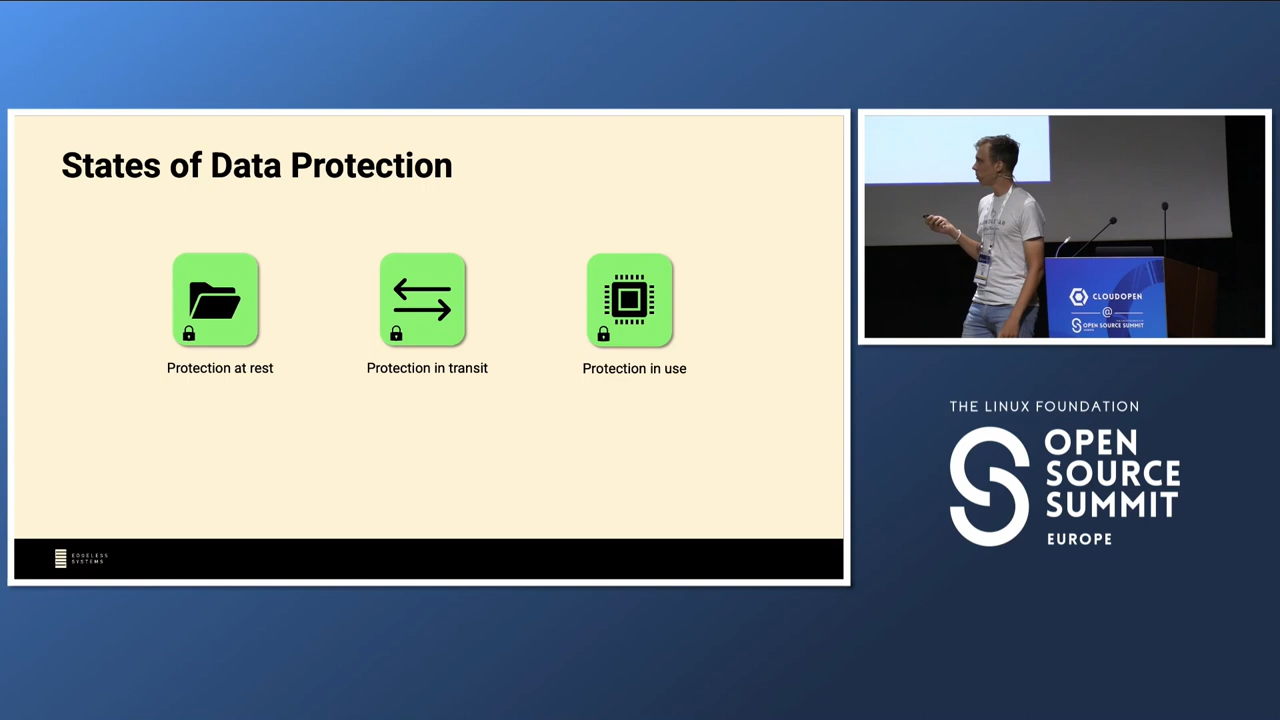 States of Data Protection
Protection at rest
Protection in transit
Protection in use
EDGELESS
SYSTEMS
CLOUDOPEN
@
OPEN SOURCE SUMMIT
THE LINUX FOUNDATION
OPEN
SOURCE
SUMMIT
EUROPE